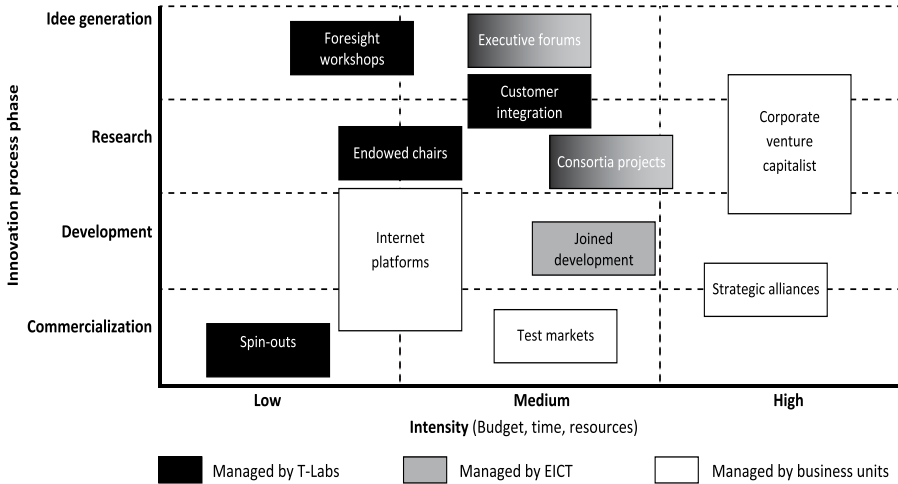 Idee generation
Foresight
workshops
Executive forums
Customer
integration
Corporate
venture
capitalist
Research
Endowed chairs
Consortia projects
Innovation process phase
Development
Internet
platforms
Joined
development
Strategic alliances
Commercialization
Spin-outs
Test markets
Low
Medium
High
Intensity (Budget, time, resources)
Managed by T-Labs
Managed by EICT
Managed by business units